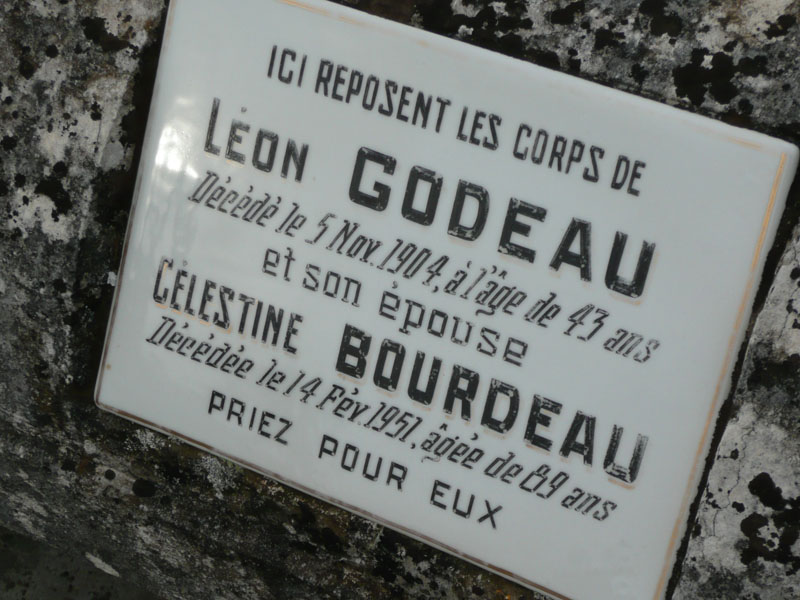 ICI REPOSENT LES CORPS DE
LÉON GODEAU
Décédé le 5 Nov. 1904, à l'âge de 43 ans
et son épouse
CÉLESTINE BOURDEAU
Décédée le 14 Fév. 1951, âgée de 89 ans
PRIEZ POUR EUX